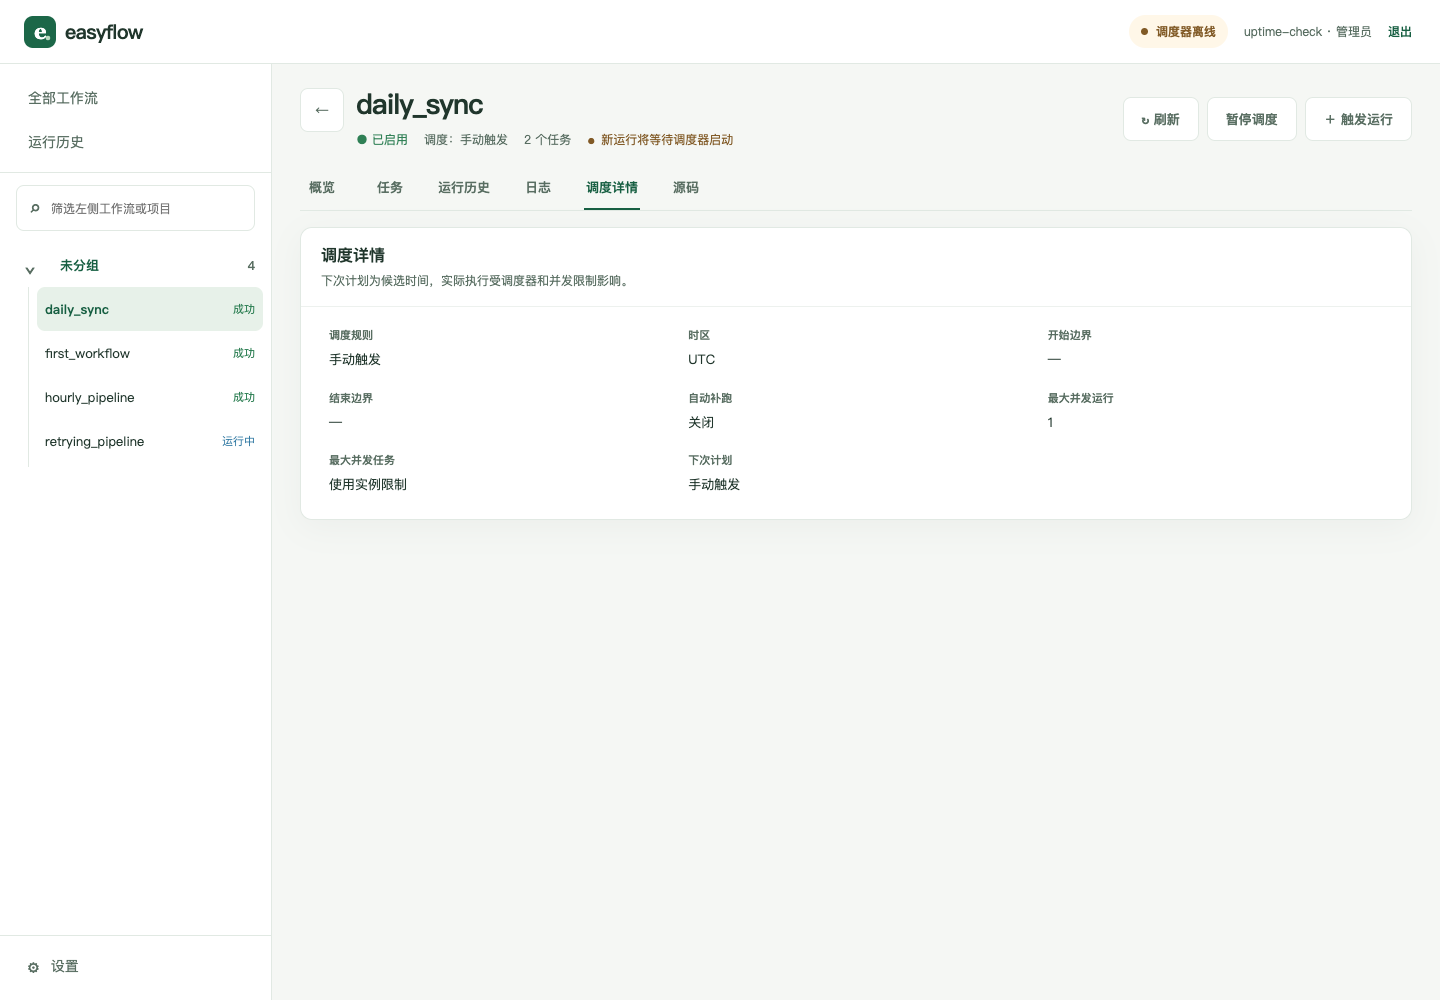 easyflow
调度器离线
uptime-check · 管理员
退出
全部工作流
运行历史
筛选左侧工作流或项目
未分组 4
daily_sync 成功
first_workflow 成功
hourly_pipeline 成功
retrying_pipeline 运行中
设置
← daily_sync
已启用 调度：手动触发 2 个任务 新运行将等待调度器启动
↻ 刷新 暂停调度 + 触发运行
概览 任务 运行历史 日志 调度详情 源码
调度详情
下次计划为候选时间，实际执行受调度器和并发限制影响。
调度规则 时区 开始边界
手动触发 UTC —
结束边界 自动补跑 最大并发运行
— 关闭 1
最大并发任务 下次计划
使用实例限制 手动触发